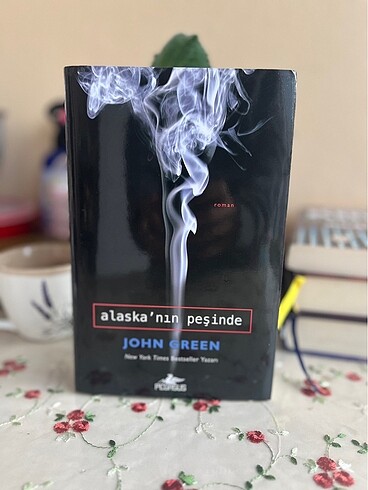 roman
alaska'nın peşinde
JOHN GREEN
New York Times Bestseller Yazarı
PEGASUS